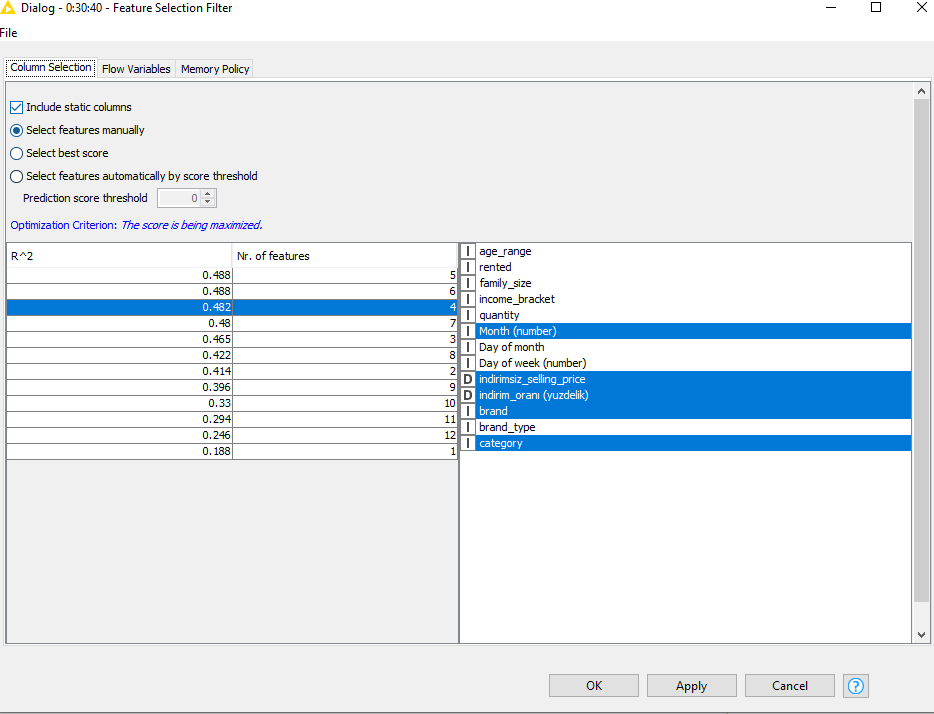 Dialog - 0:30:40 - Feature Selection Filter
File
Column Selection Flow Variables Memory Policy
Include static columns
Select features manually
Select best score
Select features automatically by score threshold
Prediction score threshold 0
Optimization Criterion: The score is being maximized.
R^2 Nr. of features
0.488 5
0.488 6
0.482 4
0.48 7
0.465 3
0.422 8
0.414 2
0.396 9
0.33 10
0.294 11
0.246 12
0.188 1
I age_range
I rented
I family_size
I income_bracket
I quantity
I Month (number)
I Day of month
I Day of week (number)
D indirimsiz_selling_price
D indirim_oranı (yuzdelik)
I brand
I brand_type
I category
OK Apply Cancel ?